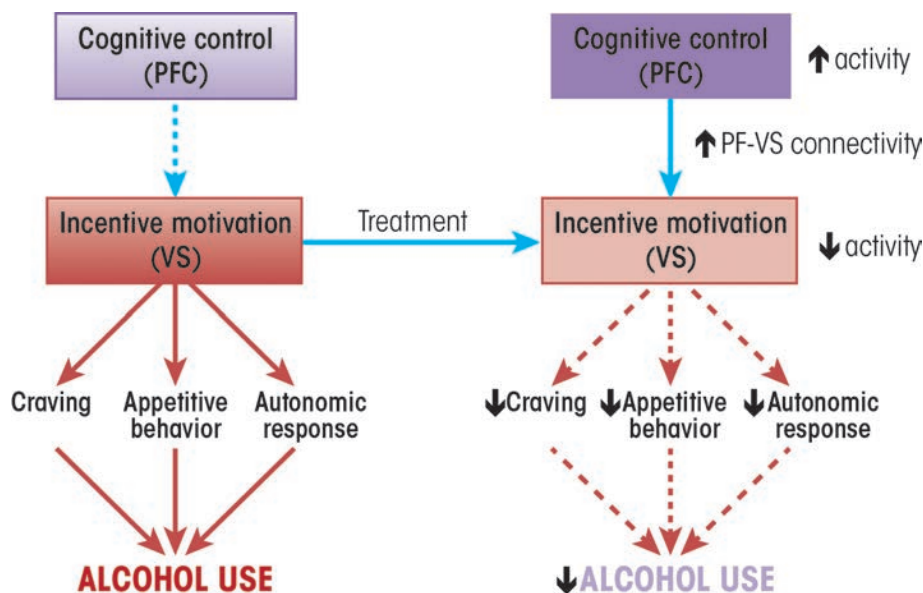 Cognitive control
(PFC)
Cognitive control
(PFC)
↑ activity
↑ PF-VS connectivity
Incentive motivation
(VS)
Treatment
Incentive motivation
(VS)
↓ activity
Craving
Appetitive
behavior
Autonomic
response
↓Craving
↓Appetitive
behavior
↓Autonomic
response
ALCOHOL USE
↓ALCOHOL USE